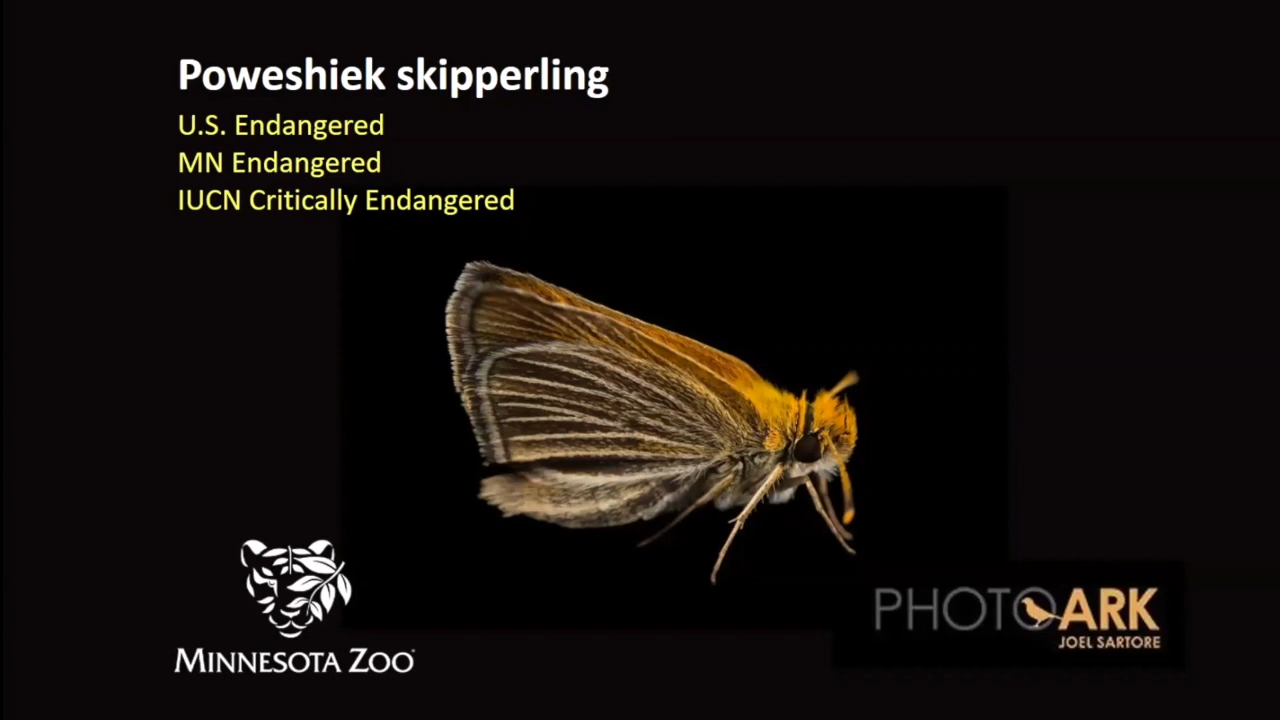 Poweshiek skipperling
U.S. Endangered
MN Endangered
IUCN Critically Endangered
MINNESOTA ZOO
PHOTO ARK
JOEL SARTORE